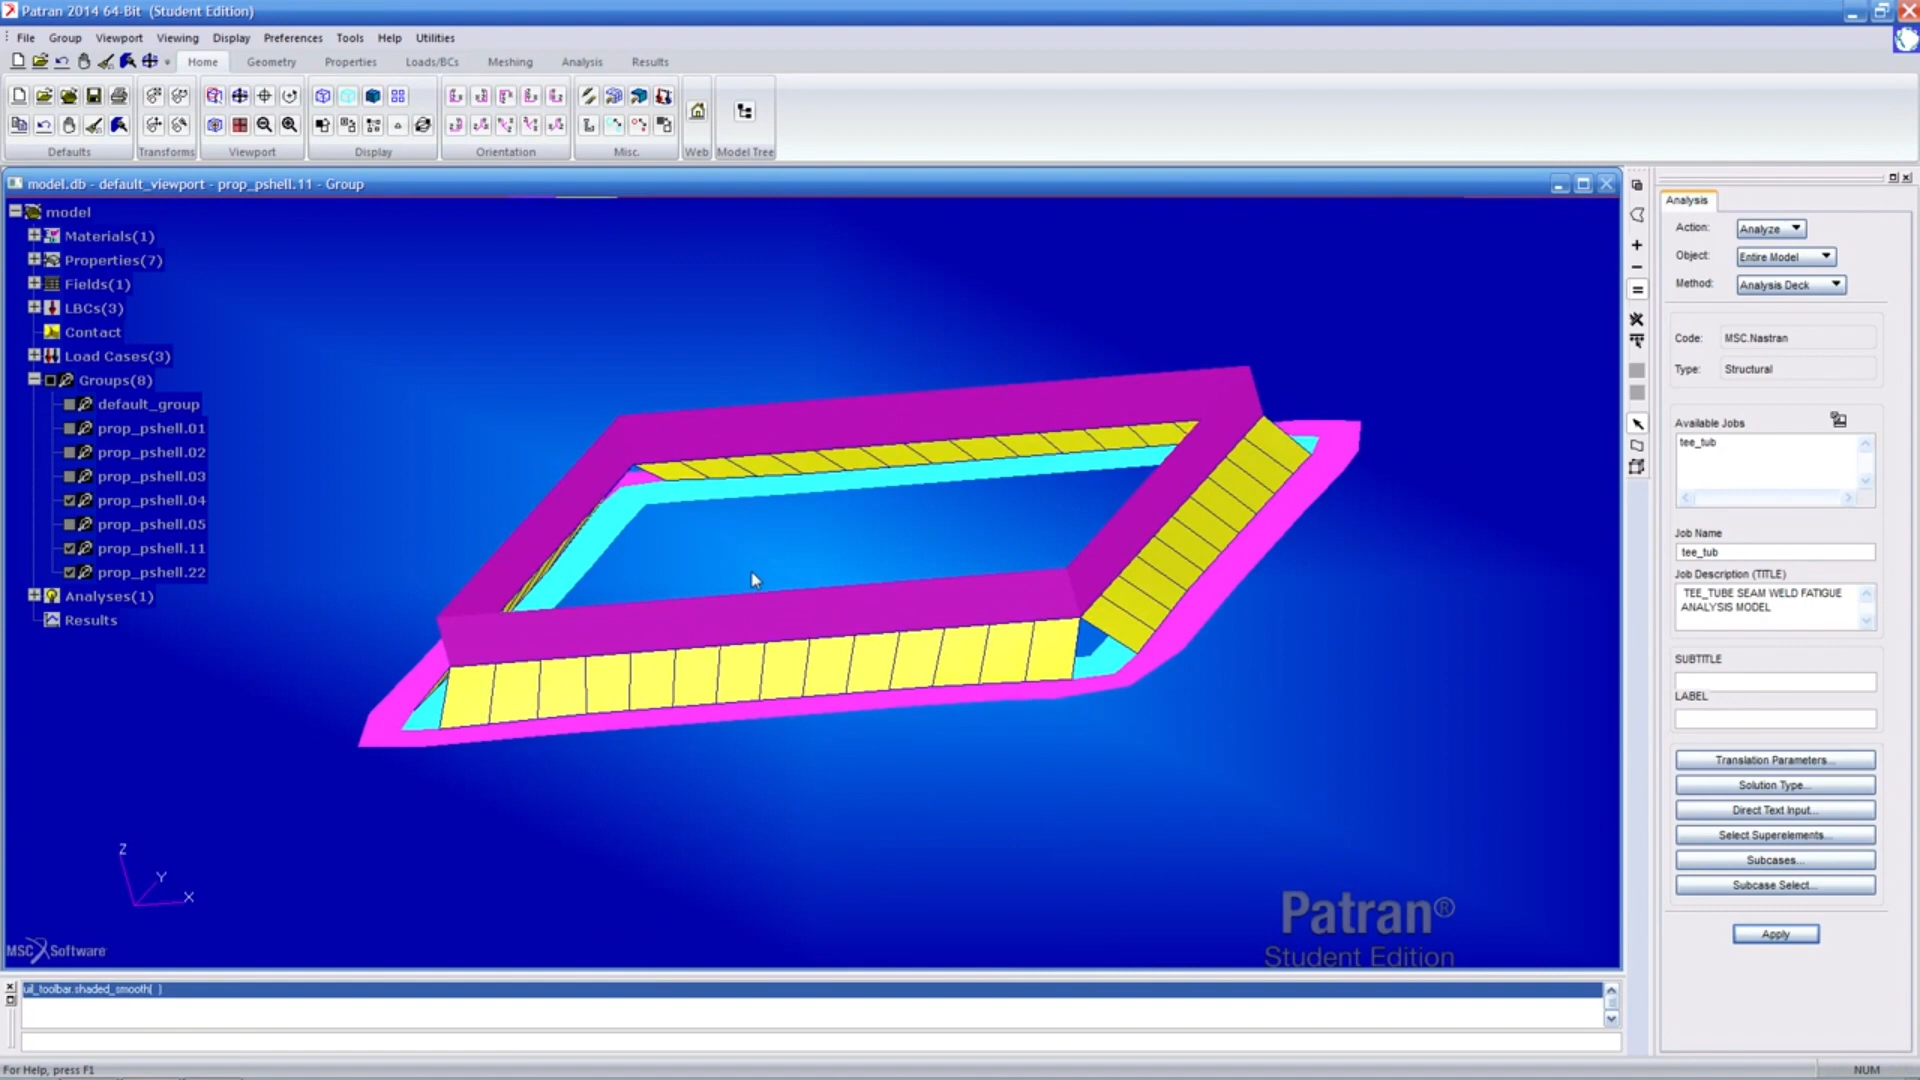 Patran 2014 64-Bit (Student Edition)
File Group Viewport Viewing Display Preferences Tools Help Utilities
Home Geometry Properties Loads/BCs Meshing Analysis Results
Defaults Transforms Viewport Display Orientation Misc. Web Model Tree
model.db - default_viewport - prop_pshell.11 - Group
model
Materials(1)
Properties(7)
Fields(1)
LBCs(3)
Contact
Load Cases(3)
Groups(8)
default_group
prop_pshell.01
prop_pshell.02
prop_pshell.03
prop_pshell.04
prop_pshell.05
prop_pshell.11
prop_pshell.22
Analyses(1)
Results
Z
Y
X
MSC Software
Patran®
Student Edition
Analysis
Action: Analyze
Object: Entire Model
Method: Analysis Deck
Code: MSC.Nastran
Type: Structural
Available Jobs
tee_tub
Job Name
tee_tub
Job Description (TITLE)
TEE_TUBE SEAM WELD FATIGUE
ANALYSIS MODEL
SUBTITLE
LABEL
Translation Parameters...
Solution Type...
Direct Text Input...
Select Superelements...
Subcases...
Subcase Select...
Apply
uil_toolbar.shaded_smooth( )
For Help, press F1
NUM